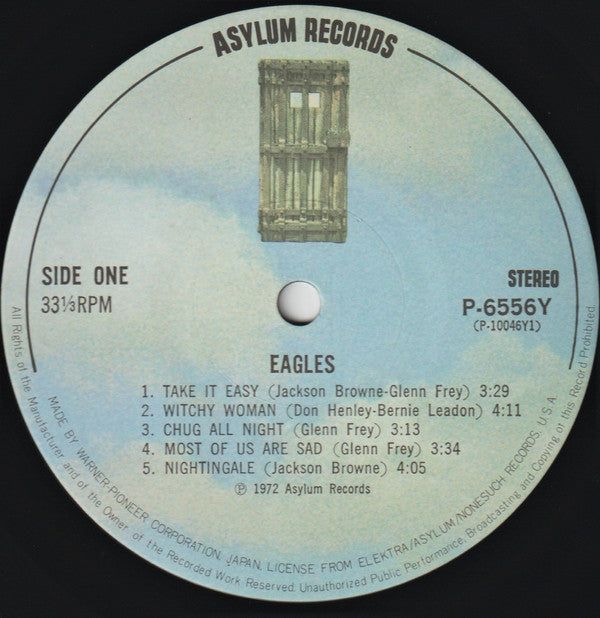 ASYLUM RECORDS
SIDE ONE
33⅓RPM
STEREO
P-6556Y
(P-10046Y1)
EAGLES
1. TAKE IT EASY (Jackson Browne-Glenn Frey) 3:29
2. WITCHY WOMAN (Don Henley-Bernie Leadon) 4:11
3. CHUG ALL NIGHT (Glenn Frey) 3:13
4. MOST OF US ARE SAD (Glenn Frey) 3:34
5. NIGHTINGALE (Jackson Browne) 4:05
Ⓟ 1972 Asylum Records
MADE BY WARNER-PIONEER CORPORATION, JAPAN. LICENSE FROM ELEKTRA/ASYLUM/NONESUCH RECORDS, U.S.A.
All Rights of the Manufacturer and of the Owner of the Recorded Work Reserved. Unauthorized Public Performance, Broadcasting and Copying of this Record Prohibited.